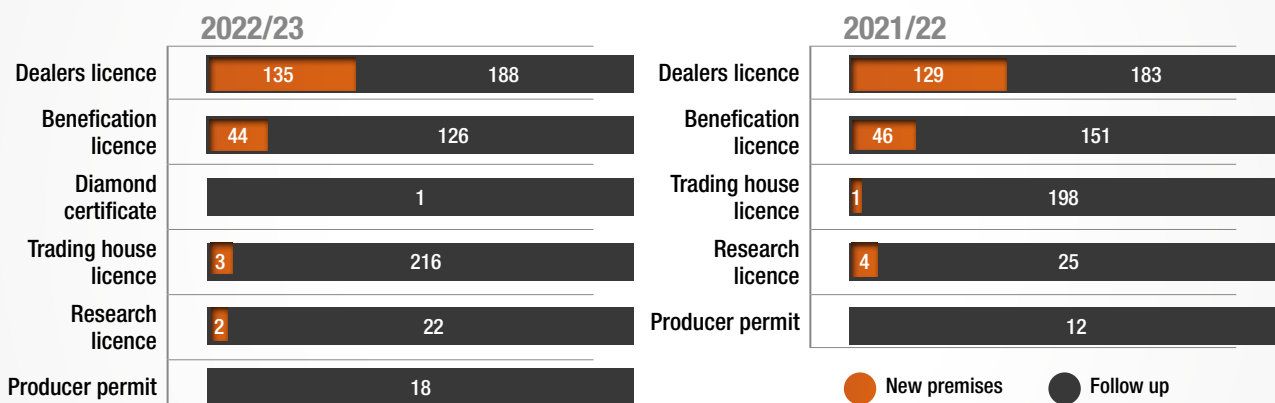 2022/23
Dealers licence
135
188
Benefication
licence
44
126
Diamond
certificate
1
Trading house
licence
3
216
Research
licence
2
22
Producer permit
18
2021/22
Dealers licence
129
183
Benefication
licence
46
151
Trading house
licence
1
198
Research
licence
4
25
Producer permit
12
New premises
Follow up